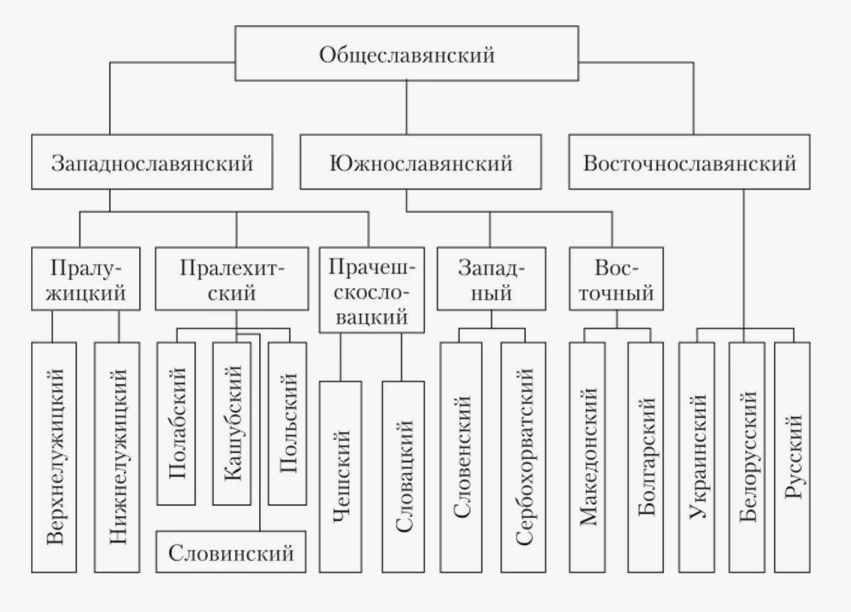 Общеславянский
Западнославянский
Южнославянский
Восточнославянский
Пралу-
жицкий
Пралехит-
ский
Прачеш-
скосло-
вацкий
Запад-
ный
Вос-
точный
Верхнелужицкий
Нижнелужицкий
Полабский
Кашубский
Польский
Словинский
Чешский
Словацкий
Словенский
Сербохорватский
Македонский
Болгарский
Украинский
Белорусский
Русский